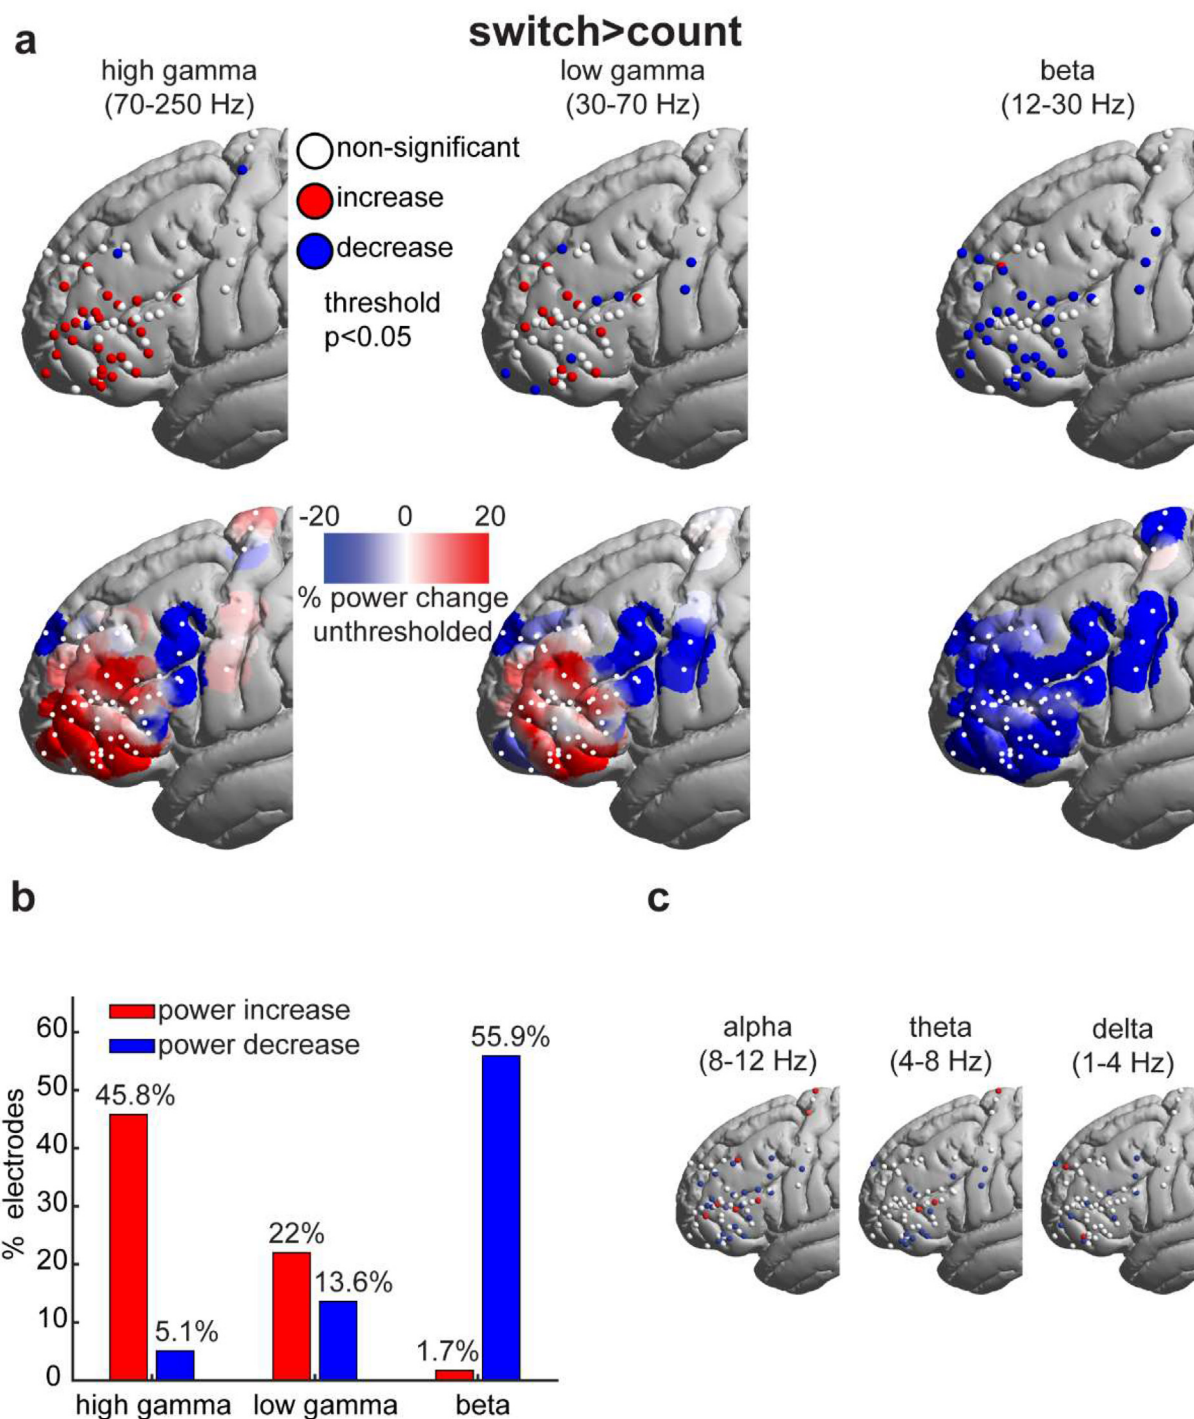 a
switch>count
high gamma
(70-250 Hz)
low gamma
(30-70 Hz)
beta
(12-30 Hz)
non-significant
increase
decrease
threshold
p<0.05
-20 0 20
% power change
unthresholded
b
c
power increase
power decrease
% electrodes
60
50
40
30
20
10
0
45.8%
5.1%
22%
13.6%
1.7%
55.9%
high gamma low gamma beta
alpha
(8-12 Hz)
theta
(4-8 Hz)
delta
(1-4 Hz)